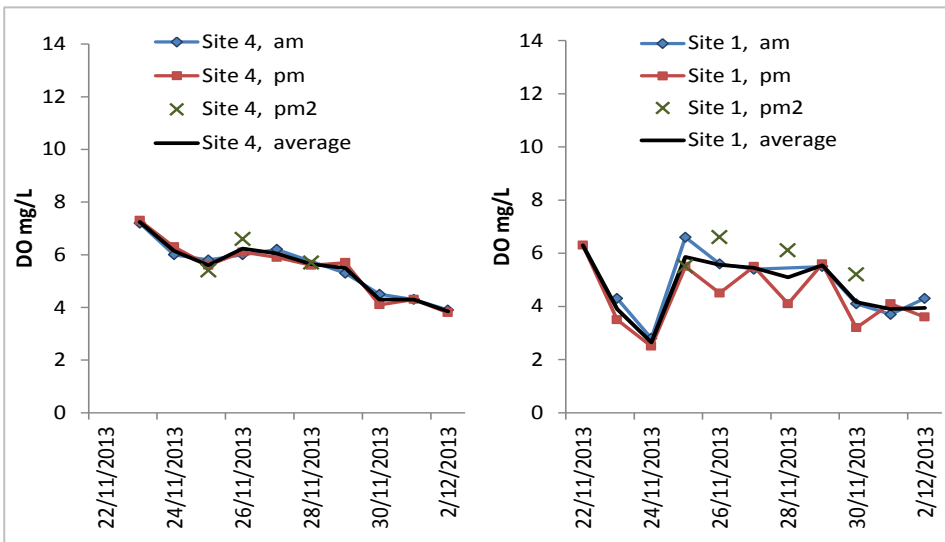 Site 4, am
Site 4, pm
Site 4, pm2
Site 4, average
DO mg/L
14
12
10
8
6
4
2
0
22/11/2013
24/11/2013
26/11/2013
28/11/2013
30/11/2013
2/12/2013
Site 1, am
Site 1, pm
Site 1, pm2
Site 1, average
DO mg/L
14
12
10
8
6
4
2
0
22/11/2013
24/11/2013
26/11/2013
28/11/2013
30/11/2013
2/12/2013